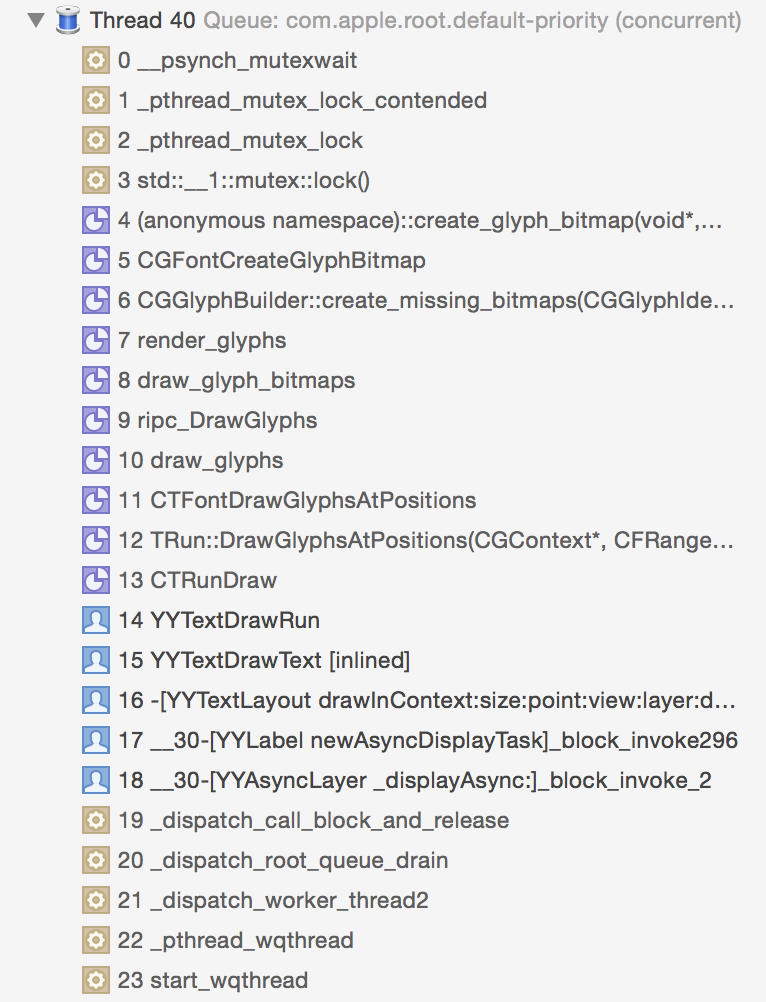 Thread 40 Queue: com.apple.root.default-priority (concurrent)
0 __psynch_mutexwait
1 _pthread_mutex_lock_contended
2 _pthread_mutex_lock
3 std::__1::mutex::lock()
4 (anonymous namespace)::create_glyph_bitmap(void*,...
5 CGFontCreateGlyphBitmap
6 CGGlyphBuilder::create_missing_bitmaps(CGGlyphIde...
7 render_glyphs
8 draw_glyph_bitmaps
9 ripc_DrawGlyphs
10 draw_glyphs
11 CTFontDrawGlyphsAtPositions
12 TRun::DrawGlyphsAtPositions(CGContext*, CFRange...
13 CTRunDraw
14 YYTextDrawRun
15 YYTextDrawText [inlined]
16 -[YYTextLayout drawInContext:size:point:view:layer:d...
17 __30-[YYLabel newAsyncDisplayTask]_block_invoke296
18 __30-[YYAsyncLayer _displayAsync:]_block_invoke_2
19 _dispatch_call_block_and_release
20 _dispatch_root_queue_drain
21 _dispatch_worker_thread2
22 _pthread_wqthread
23 start_wqthread